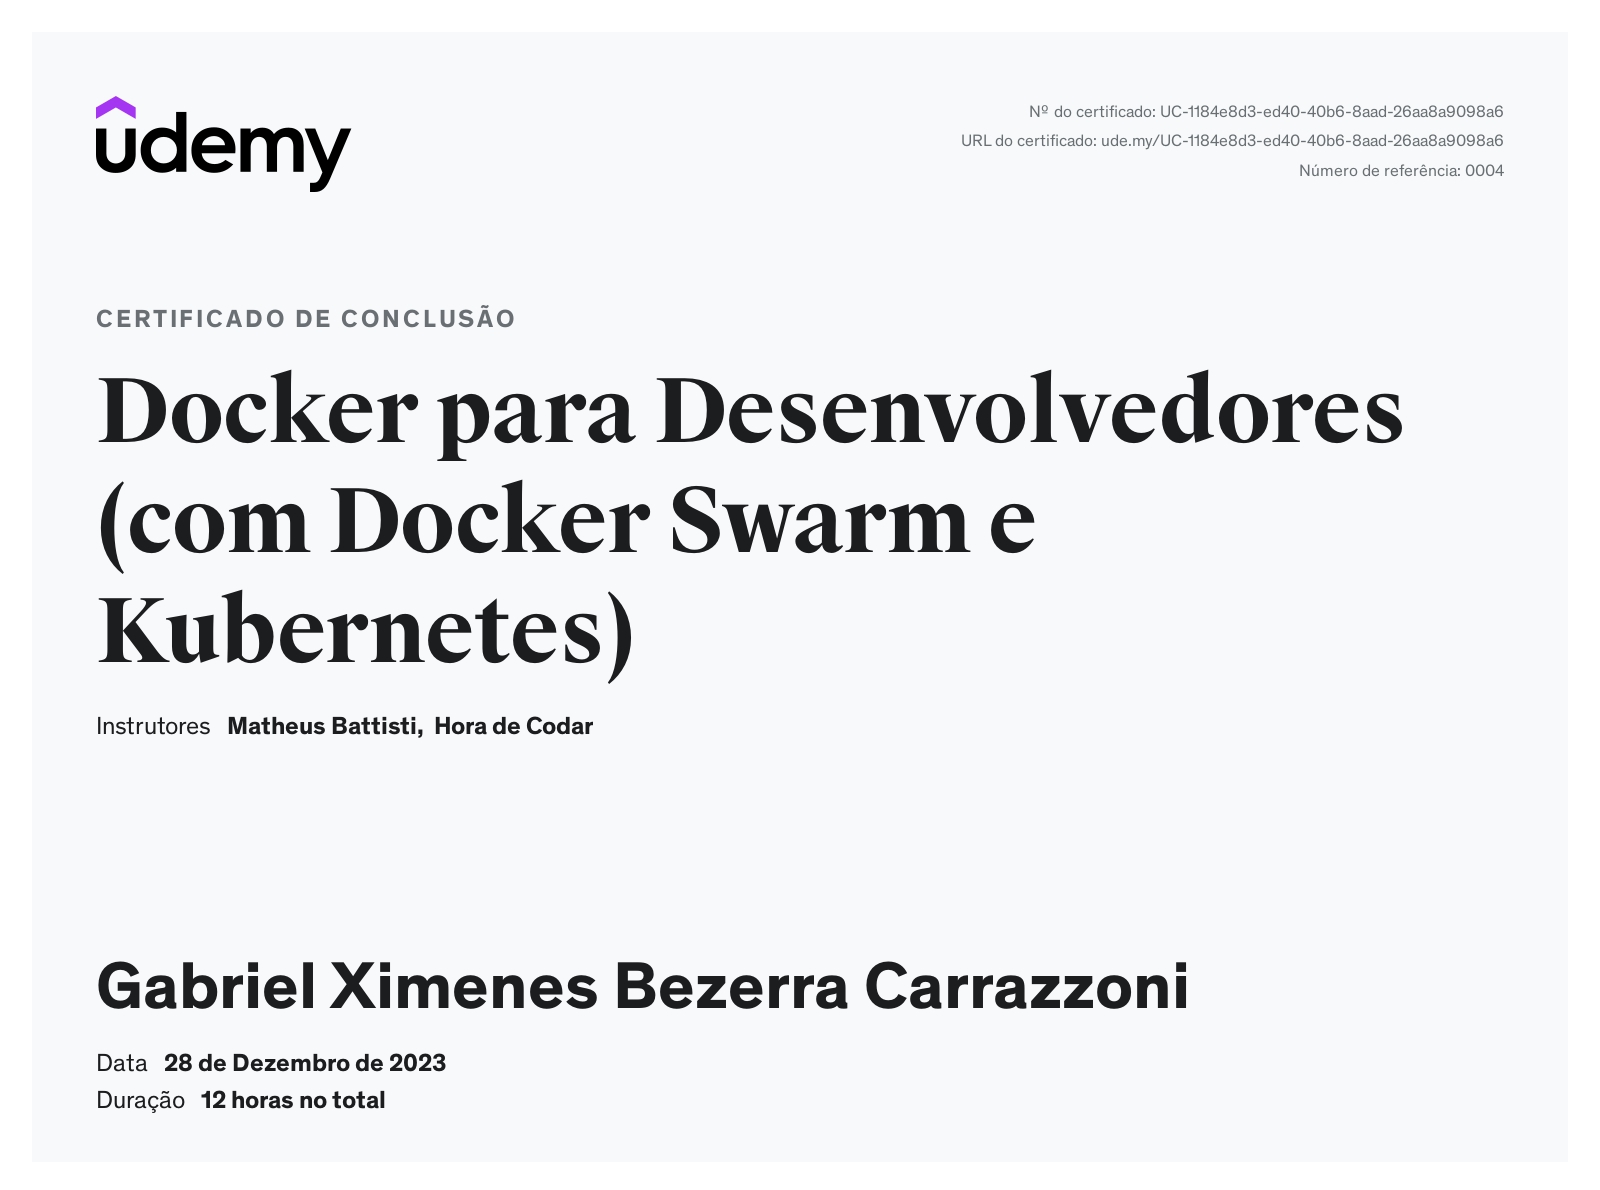 udemy
Nº do certificado: UC-1184e8d3-ed40-40b6-8aad-26aa8a9098a6
URL do certificado: ude.my/UC-1184e8d3-ed40-40b6-8aad-26aa8a9098a6
Número de referência: 0004
CERTIFICADO DE CONCLUSÃO
Docker para Desenvolvedores
(com Docker Swarm e
Kubernetes)
Instrutores Matheus Battisti, Hora de Codar
Gabriel Ximenes Bezerra Carrazzoni
Data 28 de Dezembro de 2023
Duração 12 horas no total